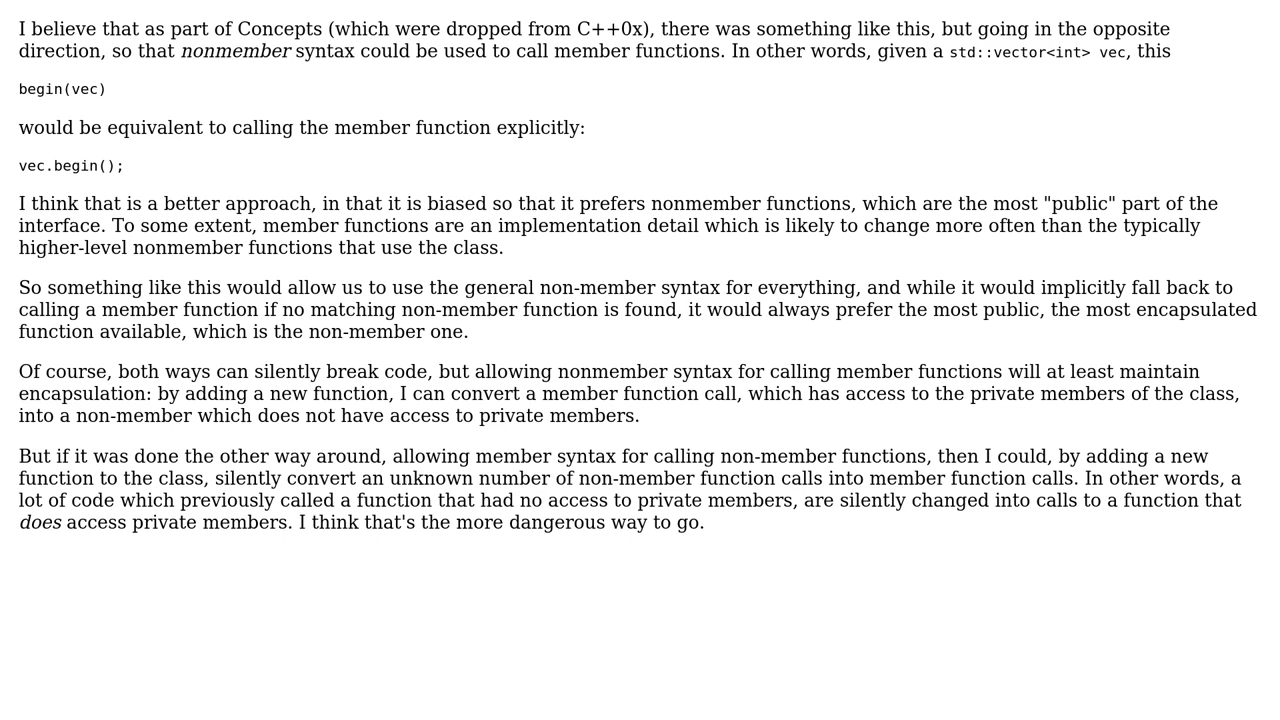 I believe that as part of Concepts (which were dropped from C++0x), there was something like this, but going in the opposite
direction, so that nonmember syntax could be used to call member functions. In other words, given a std::vector<int> vec, this
begin(vec)
would be equivalent to calling the member function explicitly:
vec.begin();
I think that is a better approach, in that it is biased so that it prefers nonmember functions, which are the most "public" part of the
interface. To some extent, member functions are an implementation detail which is likely to change more often than the typically
higher-level nonmember functions that use the class.
So something like this would allow us to use the general non-member syntax for everything, and while it would implicitly fall back to
calling a member function if no matching non-member function is found, it would always prefer the most public, the most encapsulated
function available, which is the non-member one.
Of course, both ways can silently break code, but allowing nonmember syntax for calling member functions will at least maintain
encapsulation: by adding a new function, I can convert a member function call, which has access to the private members of the class,
into a non-member which does not have access to private members.
But if it was done the other way around, allowing member syntax for calling non-member functions, then I could, by adding a new
function to the class, silently convert an unknown number of non-member function calls into member function calls. In other words, a
lot of code which previously called a function that had no access to private members, are silently changed into calls to a function that
does access private members. I think that's the more dangerous way to go.